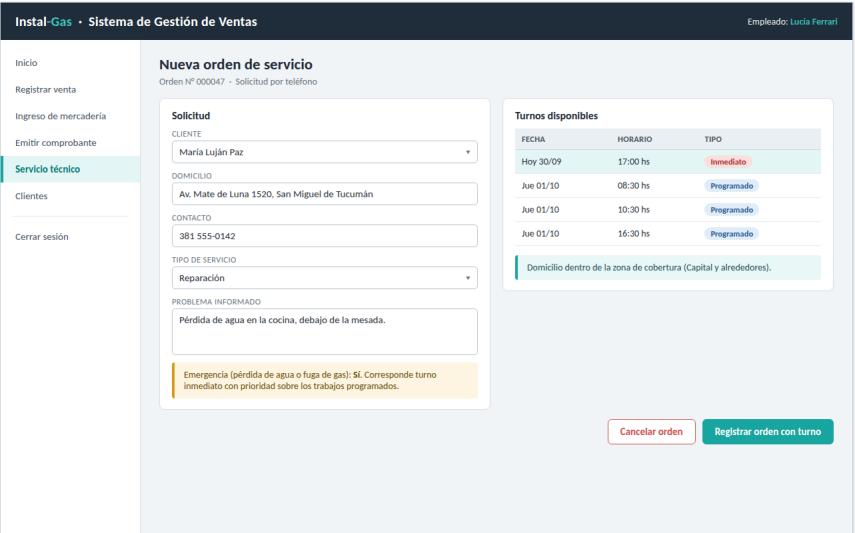 Instal-Gas · Sistema de Gestión de Ventas
Empleado: Lucía Ferrari
Inicio
Registrar venta
Ingreso de mercadería
Emitir comprobante
Servicio técnico
Clientes
Cerrar sesión
Nueva orden de servicio
Orden N° 000047 · Solicitud por teléfono
Solicitud
CLIENTE
María Luján Paz
DOMICILIO
Av. Mate de Luna 1520, San Miguel de Tucumán
CONTACTO
381 555-0142
TIPO DE SERVICIO
Reparación
PROBLEMA INFORMADO
Pérdida de agua en la cocina, debajo de la mesada.
Emergencia (pérdida de agua o fuga de gas): Sí. Corresponde turno
inmediato con prioridad sobre los trabajos programados.
Turnos disponibles
FECHA HORARIO TIPO
Hoy 30/09 17:00 hs Inmediato
Jue 01/10 08:30 hs Programado
Jue 01/10 10:30 hs Programado
Jue 01/10 16:30 hs Programado
Domicilio dentro de la zona de cobertura (Capital y alrededores).
Cancelar orden
Registrar orden con turno